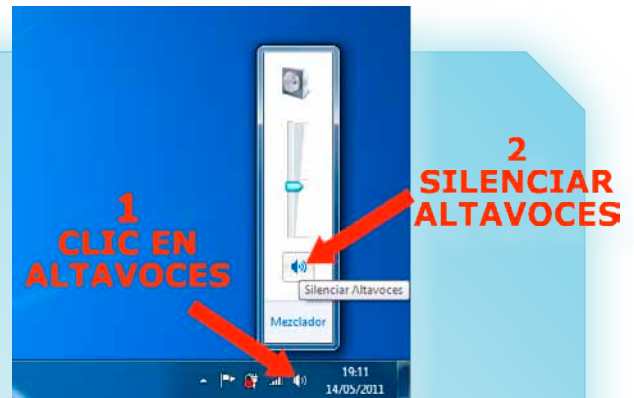 2
SILENCIAR
ALTAVOCES
1
CLIC EN
ALTAVOCES
Silenciar Altavoces
Mezclador
19:11
14/05/2011